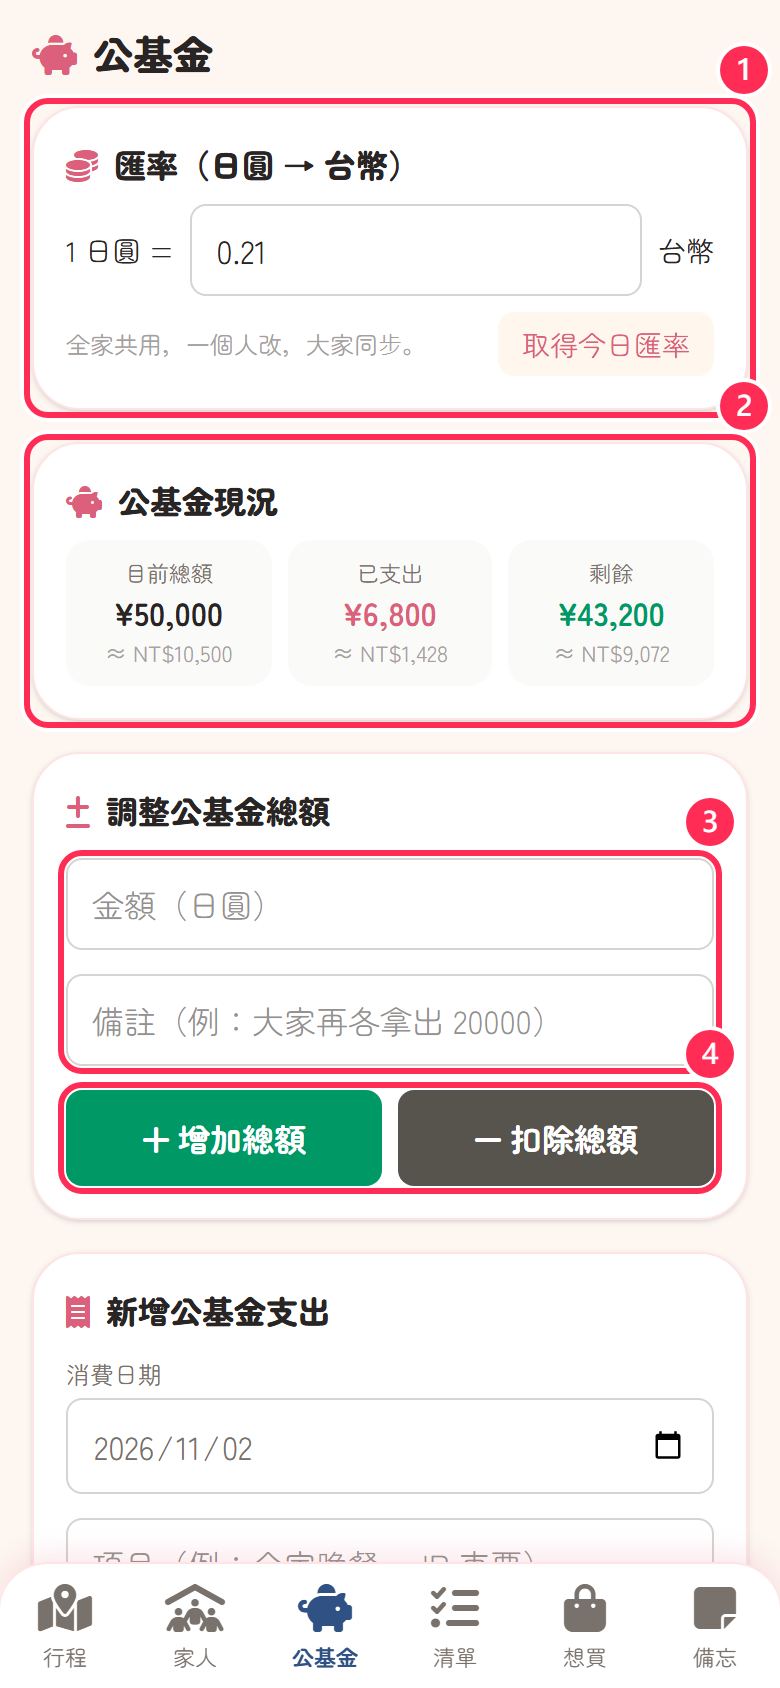 公基金
1
匯率（日圓 → 台幣）
1 日圓 ＝ 0.21 台幣
全家共用，一個人改，大家同步。 取得今日匯率
2
公基金現況
目前總額 已支出 剩餘
¥50,000 ¥6,800 ¥43,200
≈ NT$10,500 ≈ NT$1,428 ≈ NT$9,072
調整公基金總額
3
金額（日圓）
備註（例：大家再各拿出 20000）
4
＋增加總額 －扣除總額
新增公基金支出
消費日期
2026/11/02
行程 家人 公基金 清單 想買 備忘